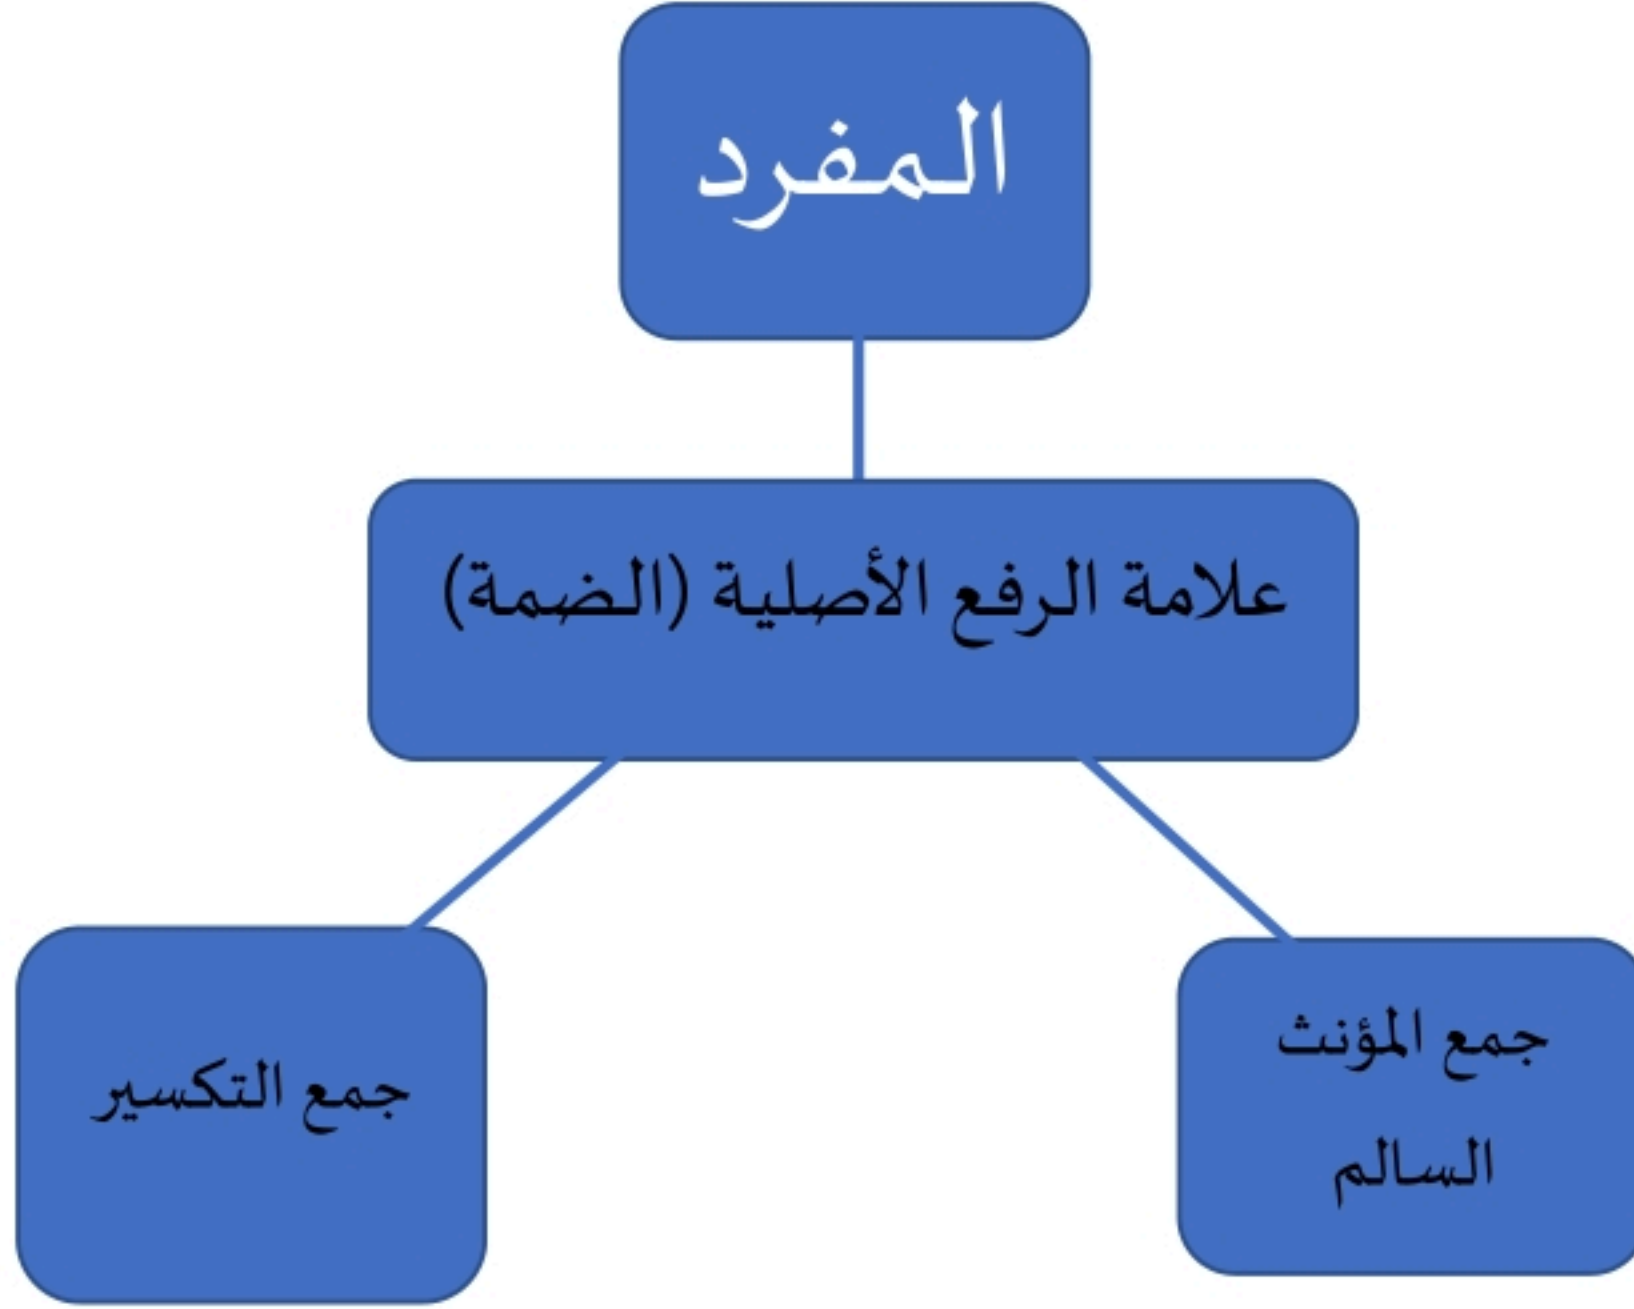 المفرد
علامة الرفع الأصلية (الضمة)
جمع المؤنث
السالم
جمع التكسير